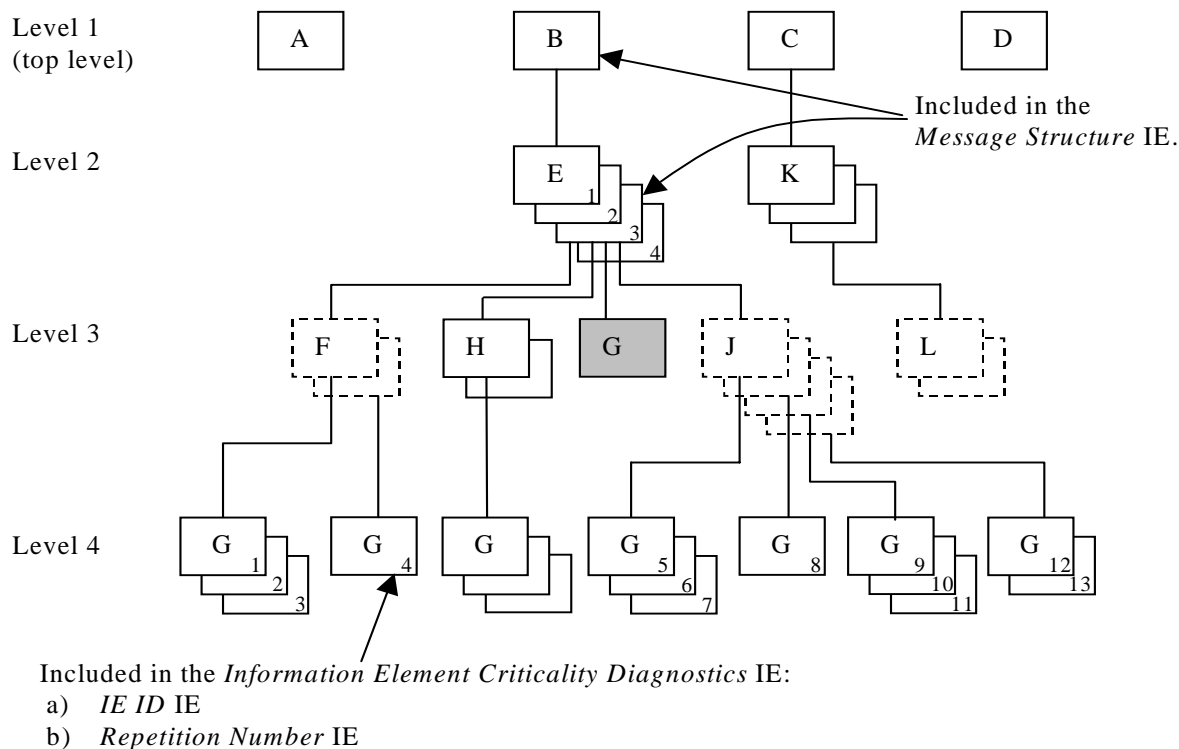 Level 1
(top level)
A
B
C
D
Included in the
Message Structure IE.
Level 2
E
1
2
3
4
K
Level 3
F
H
G
J
L
Level 4
G
1
2
3
G
4
G
G
5
6
7
G
8
G
9
10
11
G
12
13
Included in the Information Element Criticality Diagnostics IE:
a) IE ID IE
b) Repetition Number IE